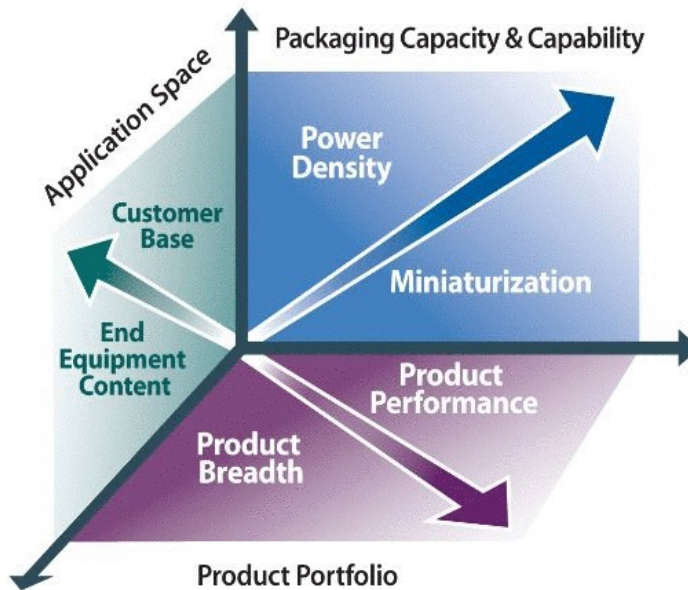 Packaging Capacity & Capability
Application Space
Power
Density
Customer
Base
Miniaturization
End
Equipment
Content
Product
Performance
Product
Breadth
Product Portfolio